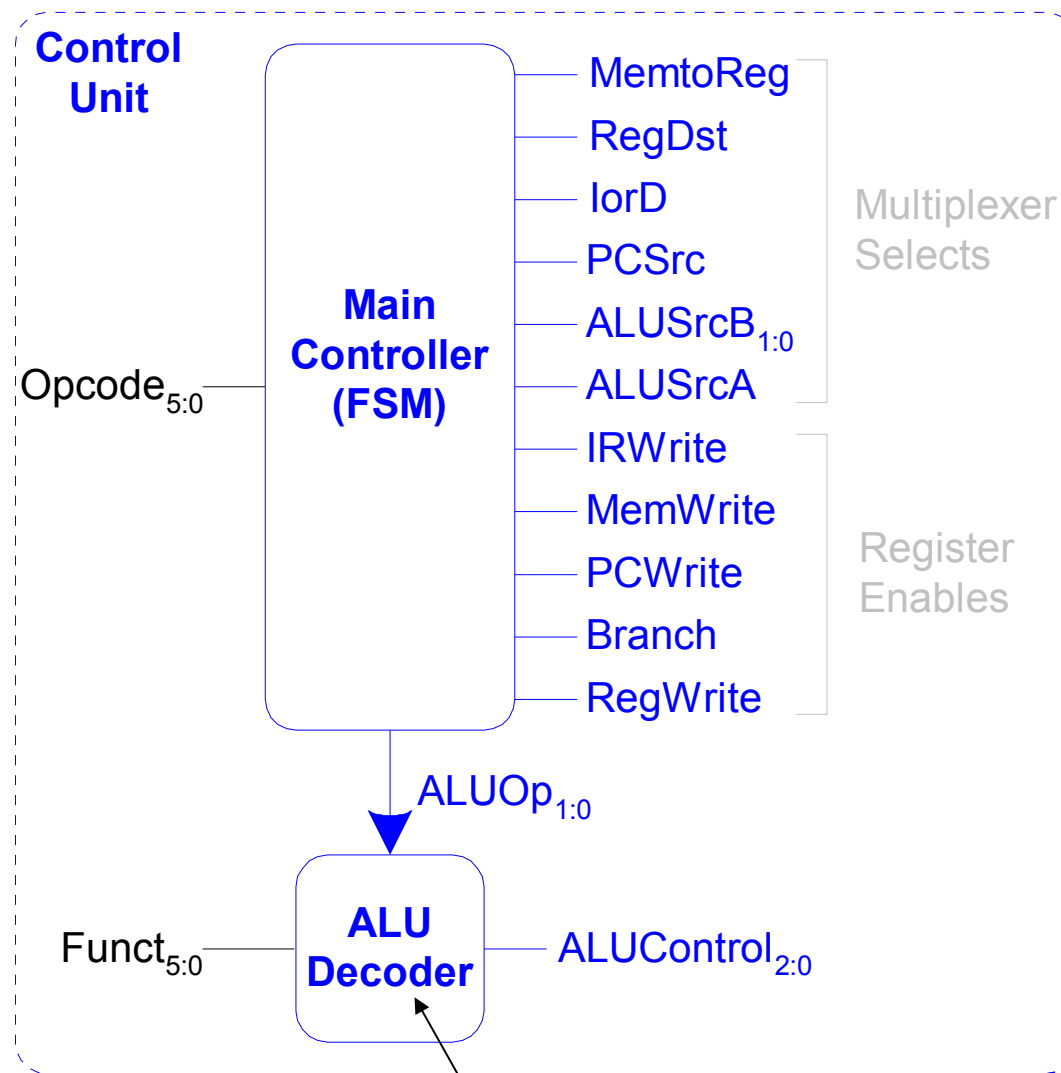 Control
Unit
MemtoReg
RegDst
IorD
PCSrc
ALUSrcB1:0
ALUSrcA
IRWrite
MemWrite
PCWrite
Branch
RegWrite
Multiplexer
Selects
Register
Enables
Main
Controller
(FSM)
Opcode5:0
ALUOp1:0
Funct5:0
ALU
Decoder
ALUControl2:0